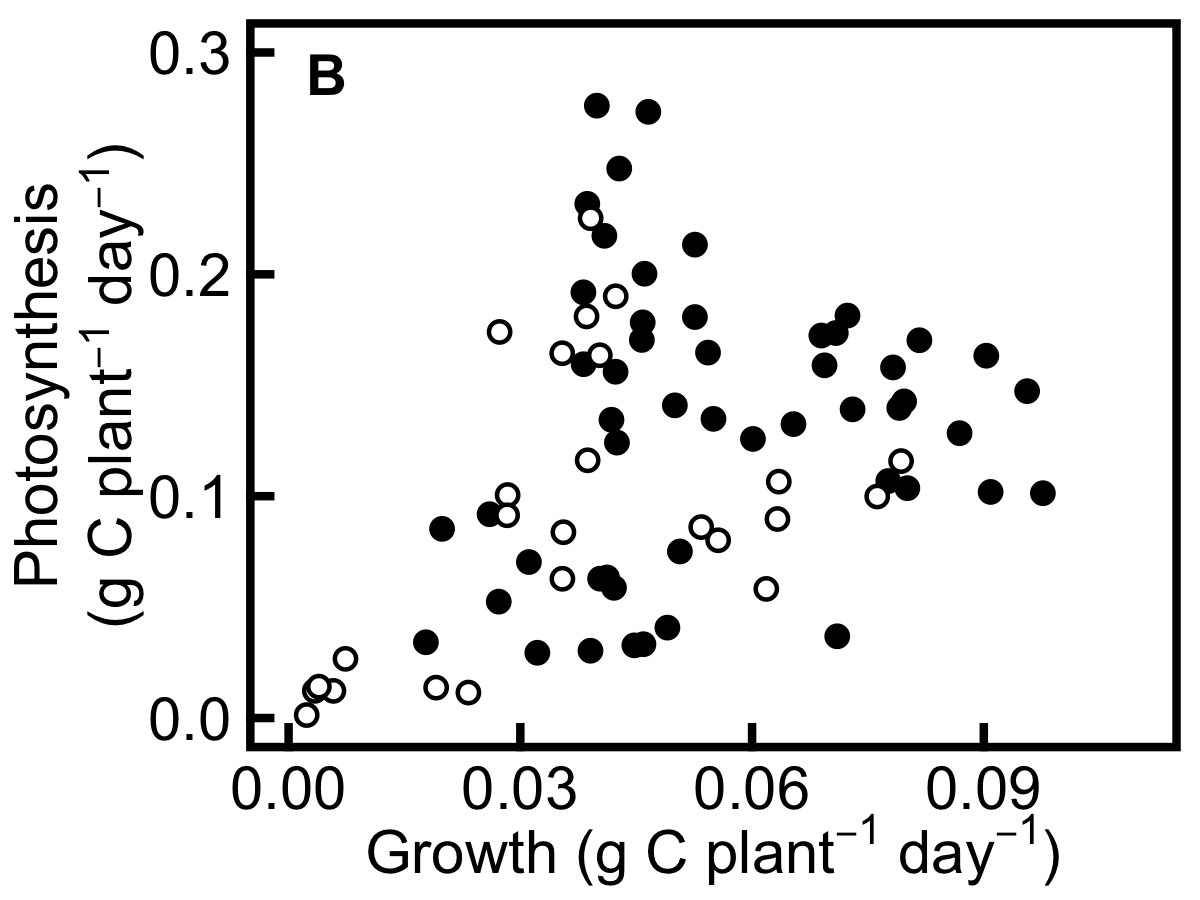 B
0.3
0.2
0.1
0.0
Photosynthesis
(g C plant⁻¹ day⁻¹)
0.00 0.03 0.06 0.09
Growth (g C plant⁻¹ day⁻¹)